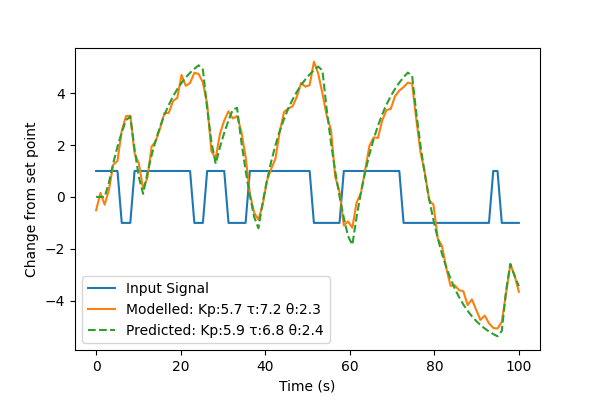 4
2
0
−2
−4
Change from set point
Input Signal
Modelled: Kp:5.7 τ:7.2 θ:2.3
Predicted: Kp:5.9 τ:6.8 θ:2.4
0 20 40 60 80 100
Time (s)